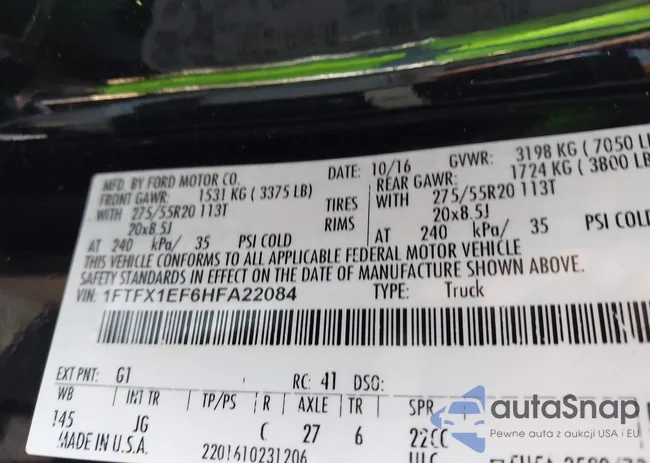 MFD. BY FORD MOTOR CO.
DATE: 10/16
GVWR: 3198 KG ( 7050 LB
FRONT GAWR: 1531 KG ( 3375 LB)
REAR GAWR: 1724 KG ( 3800 LB
WITH 275/55R20 113T
TIRES
WITH 275/55R20 113T
20x8.5J
RIMS
20x8.5J
AT 240 kPa/ 35 PSI COLD
AT 240 kPa/ 35 PSI COLD
THIS VEHICLE CONFORMS TO ALL APPLICABLE FEDERAL MOTOR VEHICLE
SAFETY STANDARDS IN EFFECT ON THE DATE OF MANUFACTURE SHOWN ABOVE.
VIN: 1FTFX1EF6HFA22084
TYPE: Truck
EXT PNT: G1
RC: 41 DSO:
WB INT TR TP/PS R AXLE TR SPR
145 JG C 27 6 22CC
MADE IN U.S.A.
2201610231206
autoSnap
Pewne auta z aukcji USA i EU